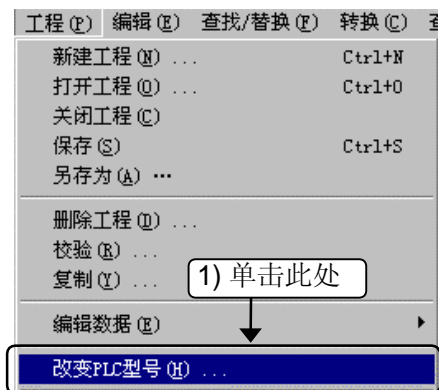 工程(P) 编辑(E) 查找/替换(F) 转换(C)
新建工程(N) ... Ctrl+N
打开工程(O) ... Ctrl+O
关闭工程(C)
保存(S) Ctrl+S
另存为(A) ···
删除工程(D) ...
校验(R) ...
复制(Y) ...
1) 单击此处
编辑数据(E)
改变PLC型号(H) ...